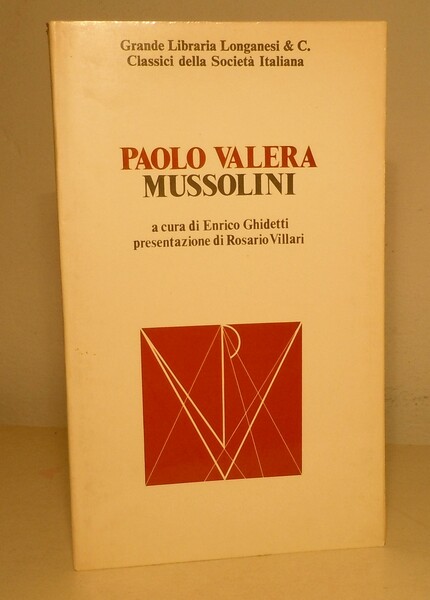 Grande Libraria Longanesi & C.
Classici della Società Italiana
PAOLO VALERA
MUSSOLINI
a cura di Enrico Ghidetti
presentazione di Rosario Villari